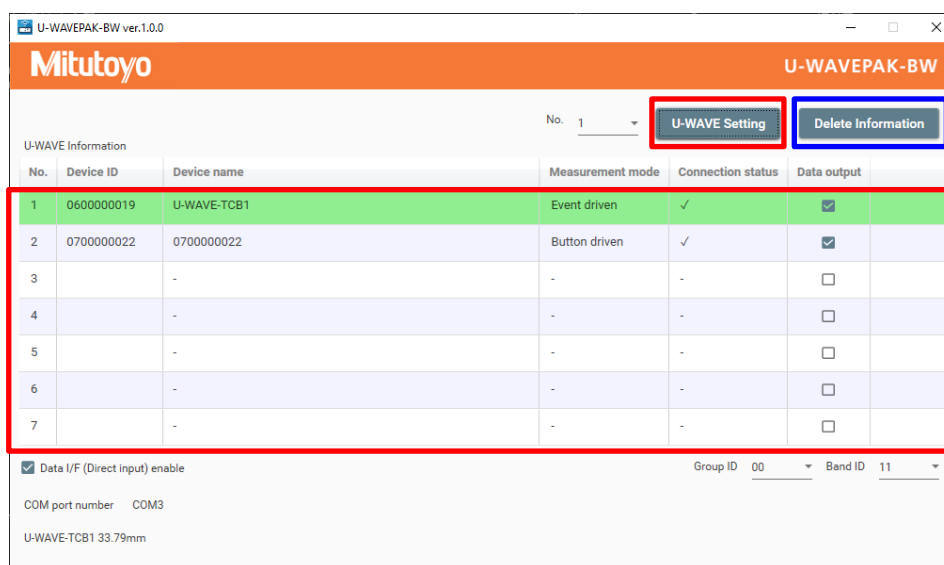 U-WAVEPAK-BW ver.1.0.0
Mitutoyo U-WAVEPAK-BW
No. 1 U-WAVE Setting Delete Information
U-WAVE Information
No. Device ID Device name Measurement mode Connection status Data output
1 0600000019 U-WAVE-TCB1 Event driven ✓
2 0700000022 0700000022 Button driven ✓
3 - - -
4 - - -
5 - - -
6 - - -
7 - - -
Data I/F (Direct input) enable Group ID 00 Band ID 11
COM port number COM3
U-WAVE-TCB1 33.79mm